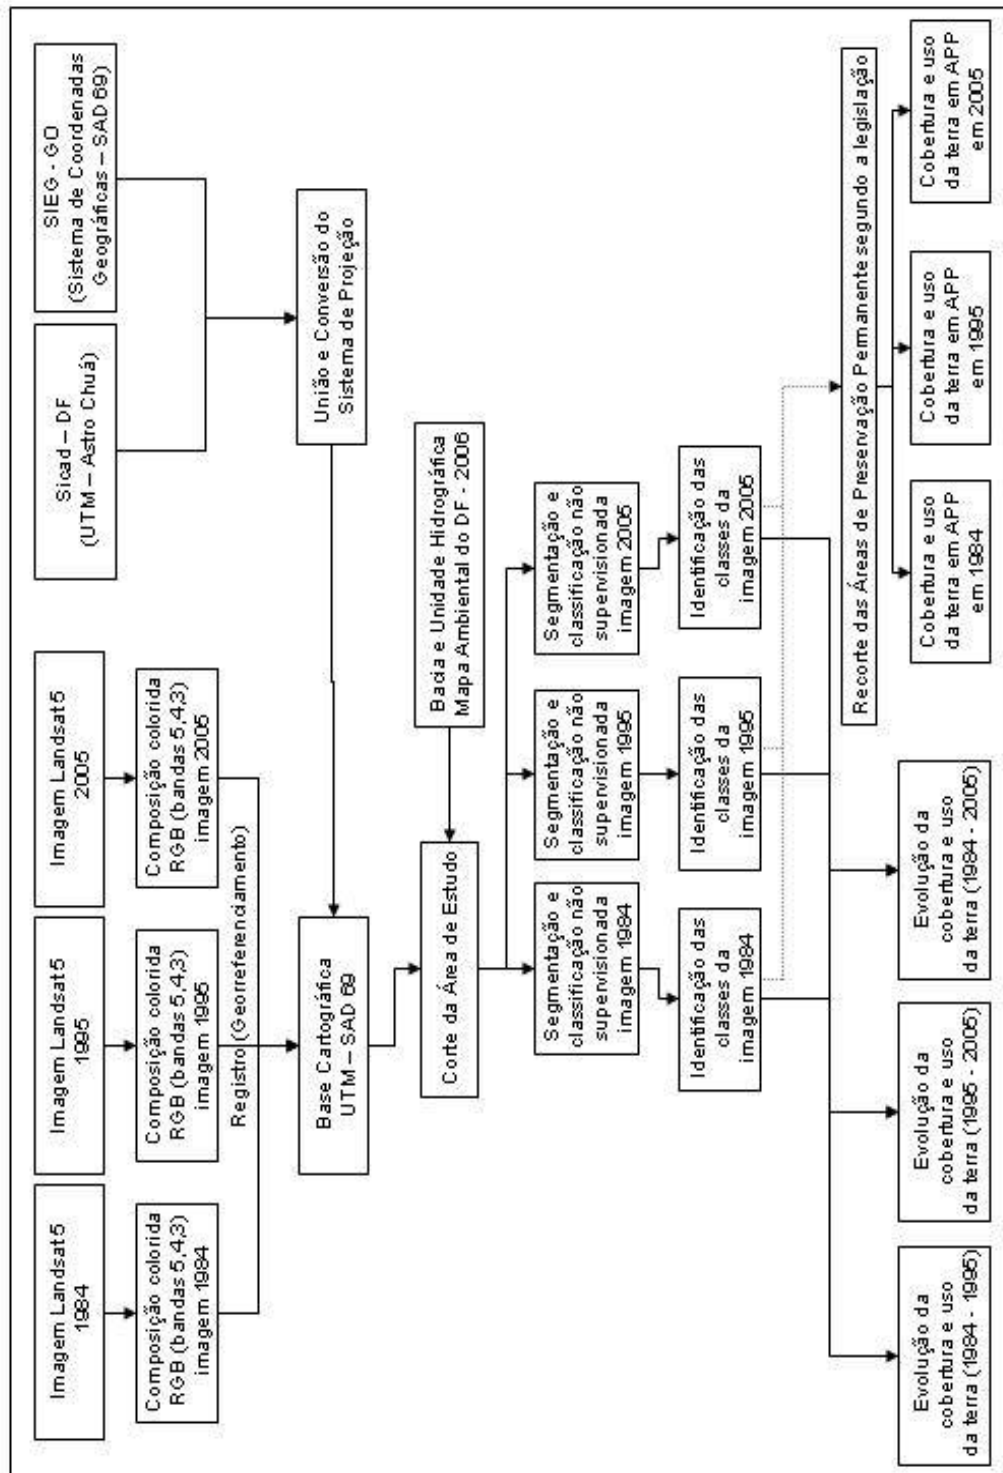 Imagem Landsat 5
1984
Imagem Landsat 5
1995
Imagem Landsat 5
2005
Sicad – DF
(UTM – Astro Chuá)
SIEG - GO
(Sistema de Coordenadas
Geográficas – SAD 69)
Composição colorida
RGB (bandas 5,4,3)
imagem 1984
Composição colorida
RGB (bandas 5,4,3)
imagem 1995
Composição colorida
RGB (bandas 5,4,3)
imagem 2005
Registro (Georreferenciamento)
União e Conversão do
Sistema de Projeção
Base Cartográfica
UTM – SAD 69
Corte da Área de Estudo
Bacia e Unidade Hidrográfica
Mapa Ambiental do DF - 2006
Segmentação e
classificação não
supervisionada
imagem 1984
Segmentação e
classificação não
supervisionada
imagem 1995
Segmentação e
classificação não
supervisionada
imagem 2005
Identificação das
classes da
imagem 1984
Identificação das
classes da
imagem 1995
Identificação das
classes da
imagem 2005
Recorte das Áreas de Preservação Permanente segundo a legislação
Evolução da
cobertura e uso
da terra (1984 - 1995)
Evolução da
cobertura e uso
da terra (1995 - 2005)
Evolução da
cobertura e uso
da terra (1984 - 2005)
Cobertura e uso
da terra em APP
em 1984
Cobertura e uso
da terra em APP
em 1995
Cobertura e uso
da terra em APP
em 2005